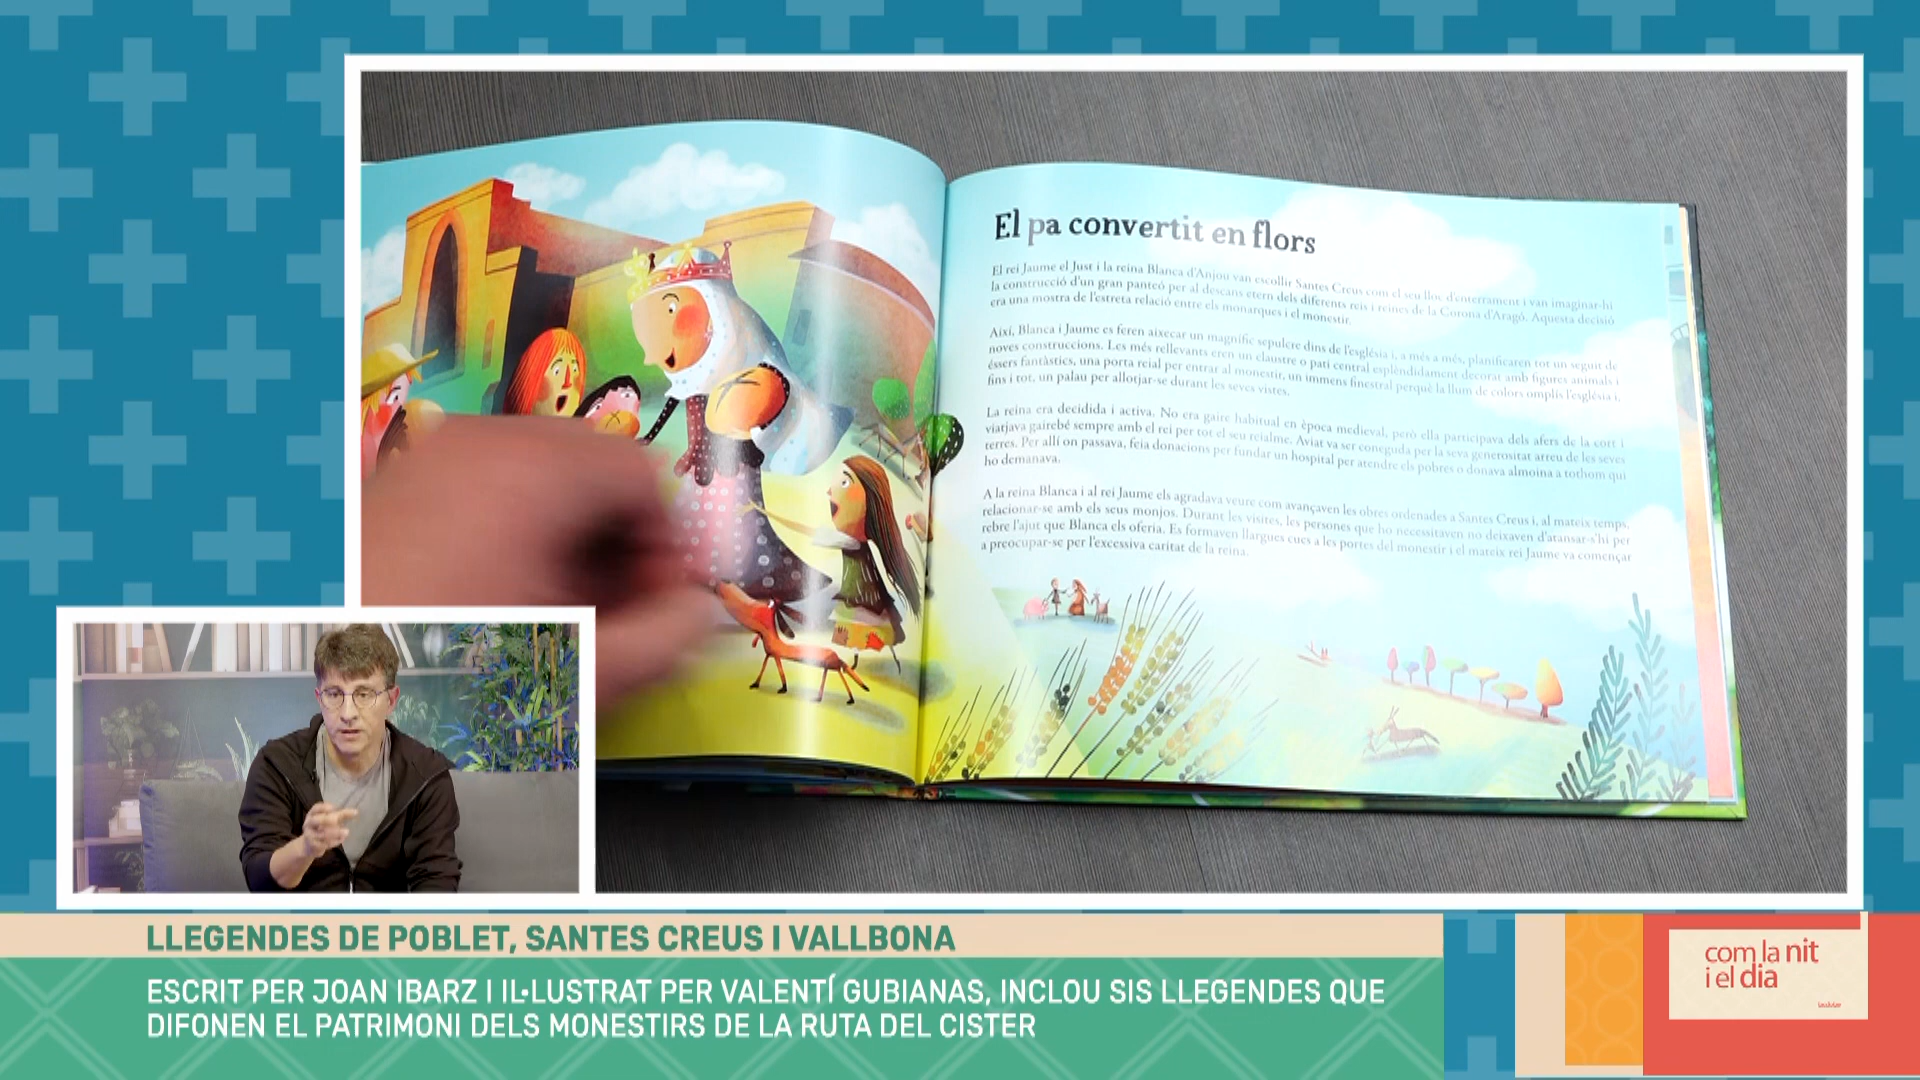 El pa convertit en flors
El rei Jaume el Just i la reina Blanca d'Anjou van escollir Santes Creus com el seu lloc d'enterrament i van imaginar-hi
la construcció d'un gran panteó per al descans etern dels diferents reis i reines de la Corona d'Aragó. Aquesta decisió
era una mostra de l'estreta relació entre els monarques i el monestir.
Així, Blanca i Jaume es feren aixecar un magnífic sepulcre dins de l'església i, a més a més, planificaren tot un seguit de
noves construccions. Les més rellevants eren un claustre o pati central esplèndidament decorat amb figures animals i
éssers fantàstics, una porta reial per entrar al monestir, un immens finestral perquè la llum de colors omplís l'església i,
fins i tot, un palau per allotjar-se durant les seves visites.
La reina era decidida i activa. No era gaire habitual en època medieval, però ella participava dels afers de la cort i
viatjava gairebé sempre amb el rei per tot el seu reialme. Aviat va ser coneguda per la seva generositat arreu de les seves
terres. Per allí on passava, feia donacions per fundar un hospital per atendre els pobres o donava almoina a tothom qui
ho demanava.
A la reina Blanca i al rei Jaume els agradava veure com avançaven les obres ordenades a Santes Creus i, al mateix temps,
relacionar-se amb els seus monjos. Durant les visites, les persones que ho necessitaven no deixaven d'atansar-s'hi per
rebre l'ajut que Blanca els oferia. Es formaven llargues cues a les portes del monestir i el mateix rei Jaume va començar
a preocupar-se per l'excessiva caritat de la reina.
LLEGENDES DE POBLET, SANTES CREUS I VALLBONA
ESCRIT PER JOAN IBARZ I IL·LUSTRAT PER VALENTÍ GUBIANAS, INCLOU SIS LLEGENDES QUE
DIFONEN EL PATRIMONI DELS MONESTIRS DE LA RUTA DEL CISTER
com la nit
i el dia